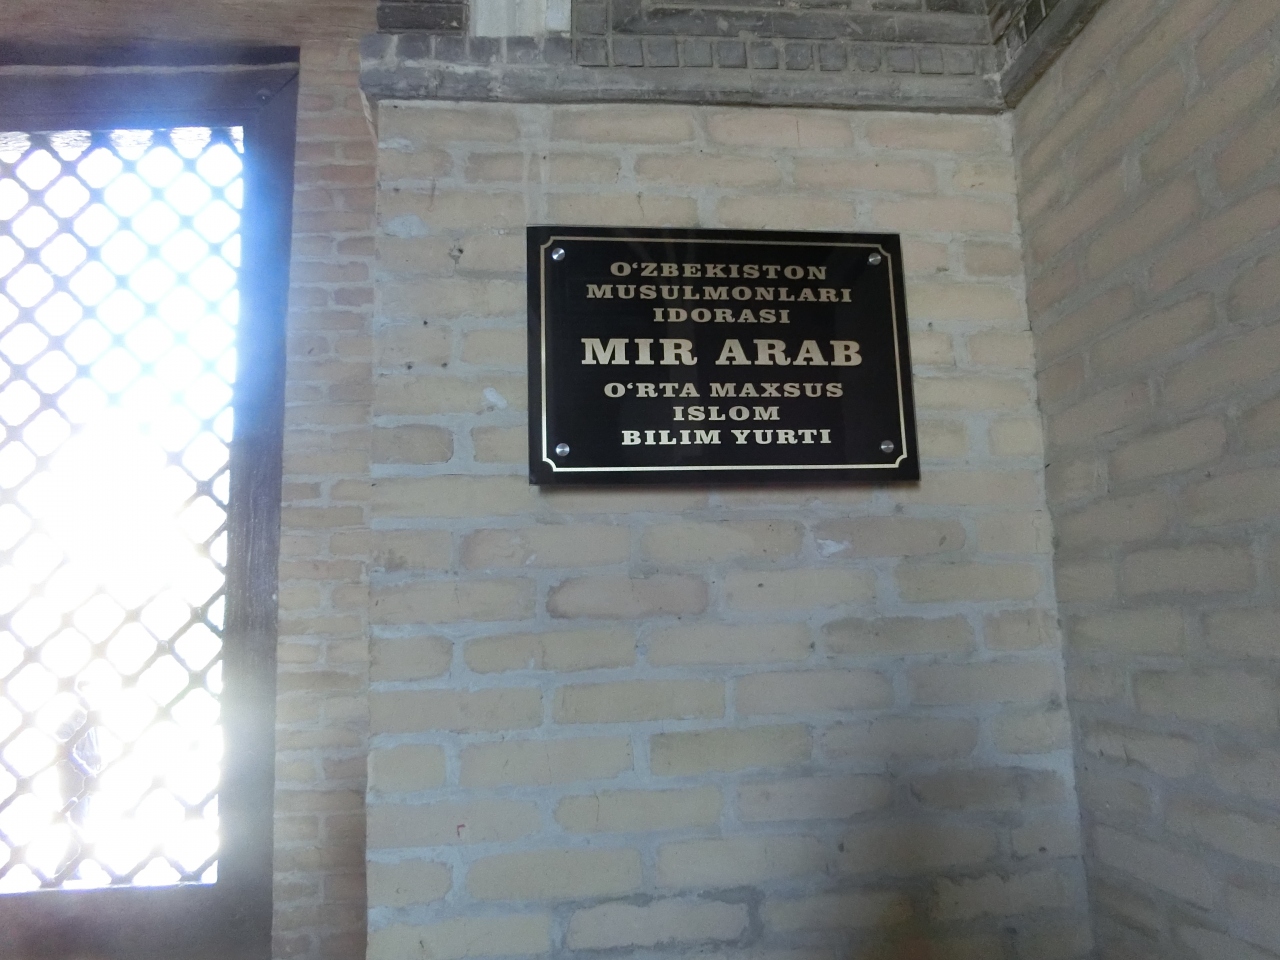 O‘ZBEKISTON
MUSULMONLARI
IDORASI
MIR ARAB
O‘RTA MAXSUS
ISLOM
BILIM YURTI